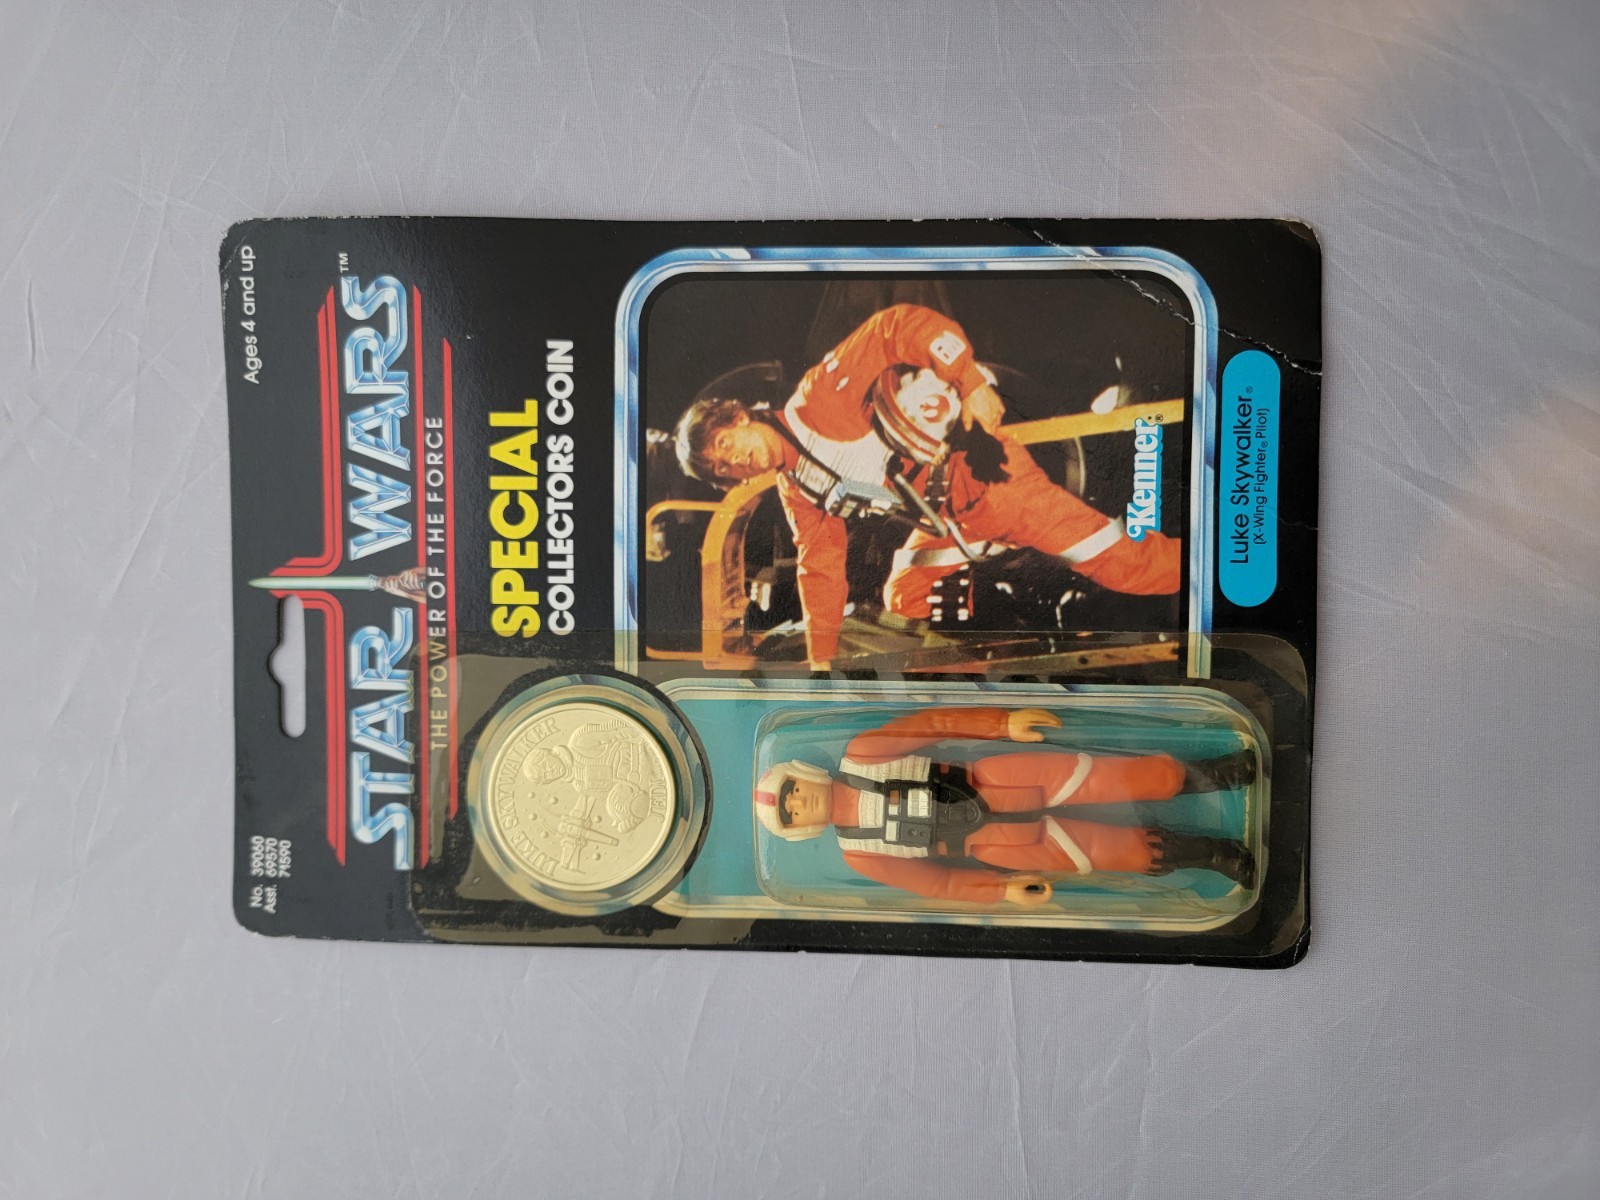 No. 39060
Asst. 69570
71590
Ages 4 and up
STAR WARS™
THE POWER OF THE FORCE
SPECIAL
COLLECTORS COIN
LUKE SKYWALKER
Kenner®
Luke Skywalker®
(X-Wing Fighter® Pilot)